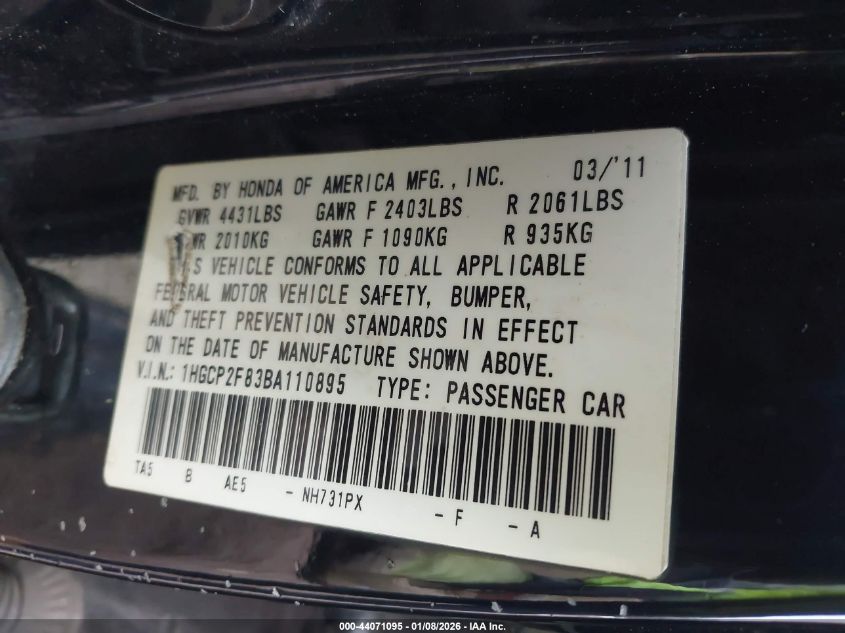 MFD. BY HONDA OF AMERICA MFG., INC. 03/'11
GVWR 4431LBS GAWR F 2403LBS R 2061LBS
WR 2010KG GAWR F 1090KG R 935KG
S VEHICLE CONFORMS TO ALL APPLICABLE
FEDERAL MOTOR VEHICLE SAFETY, BUMPER,
AND THEFT PREVENTION STANDARDS IN EFFECT
ON THE DATE OF MANUFACTURE SHOWN ABOVE.
V.I.N.: 1HGCP2F83BA110895 TYPE: PASSENGER CAR
TA5 B AE5 - NH731PX - F - A
000-44071095 - 01/08/2026 - IAA Inc.